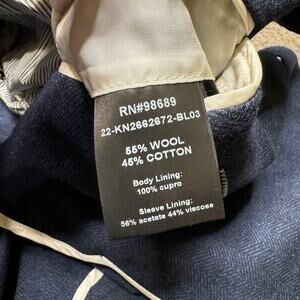 RN#98689
22-KN2662672-BL03
55% WOOL
45% COTTON
Body Lining:
100% cupro
Sleeve Lining:
56% acetate 44% viscose